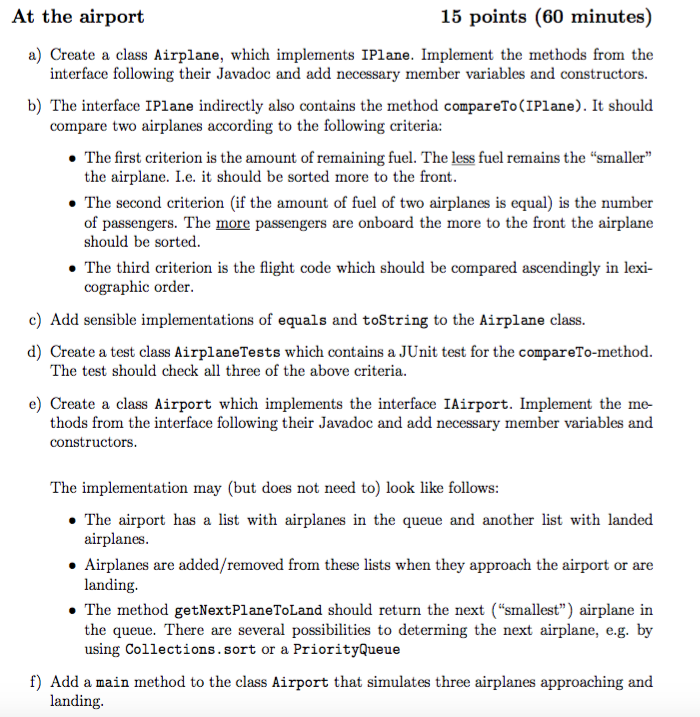 At the airport 15 points (60 minutes)
a) Create a class Airplane, which implements IPlane. Implement the methods from the
interface following their Javadoc and add necessary member variables and constructors.
b) The interface IPlane indirectly also contains the method compareTo(IPlane). It should
compare two airplanes according to the following criteria:
• The first criterion is the amount of remaining fuel. The less fuel remains the “smaller”
the airplane. I.e. it should be sorted more to the front.
• The second criterion (if the amount of fuel of two airplanes is equal) is the number
of passengers. The more passengers are onboard the more to the front the airplane
should be sorted.
• The third criterion is the flight code which should be compared ascendingly in lexi-
cographic order.
c) Add sensible implementations of equals and toString to the Airplane class.
d) Create a test class AirplaneTests which contains a JUnit test for the compareTo-method.
The test should check all three of the above criteria.
e) Create a class Airport which implements the interface IAirport. Implement the me-
thods from the interface following their Javadoc and add necessary member variables and
constructors.
The implementation may (but does not need to) look like follows:
• The airport has a list with airplanes in the queue and another list with landed
airplanes.
• Airplanes are added/removed from these lists when they approach the airport or are
landing.
• The method getNextPlaneToLand should return the next (“smallest”) airplane in
the queue. There are several possibilities to determing the next airplane, e.g. by
using Collections.sort or a PriorityQueue
f) Add a main method to the class Airport that simulates three airplanes approaching and
landing.